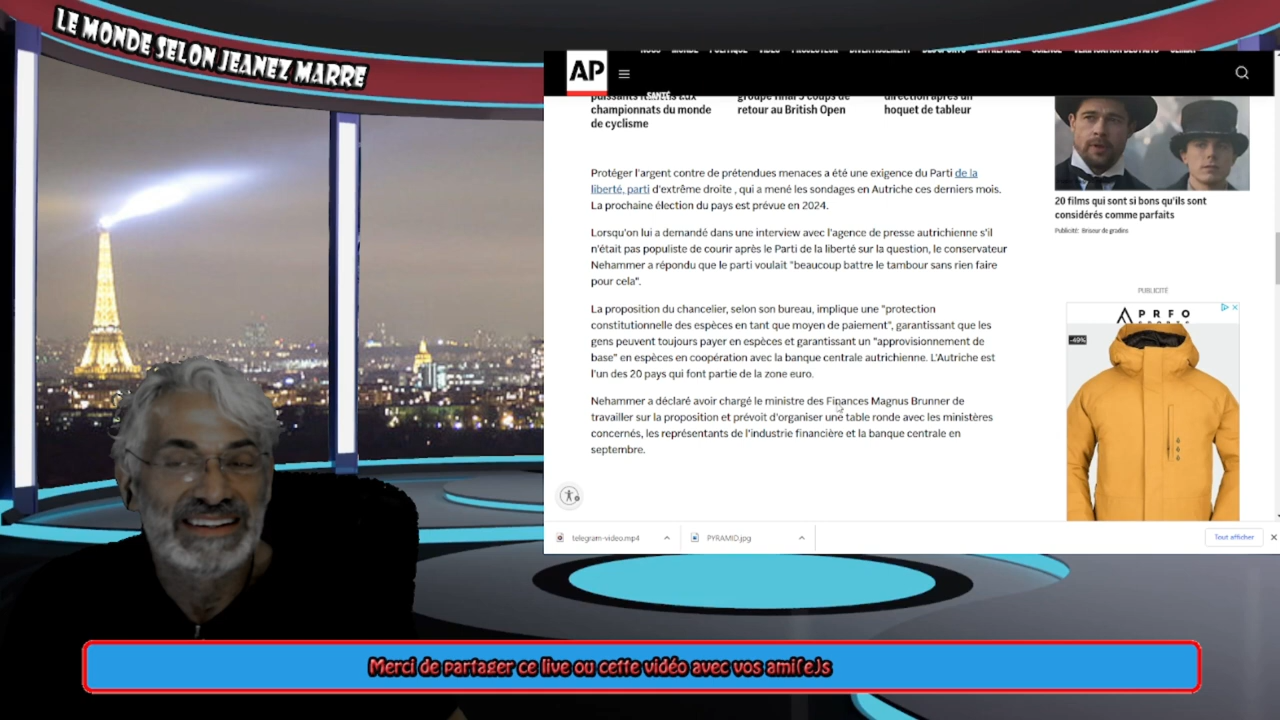 LE MONDE SELON JEANEZ MARRE
AP
SANTÉ
championnats du monde
de cyclisme
retour au British Open
hoquet de tableur
Protéger l'argent contre de prétendues menaces a été une exigence du Parti de la
liberté, parti d'extrême droite , qui a mené les sondages en Autriche ces derniers mois.
La prochaine élection du pays est prévue en 2024.
Lorsqu'on lui a demandé dans une interview avec l'agence de presse autrichienne s'il
n'était pas populiste de courir après le Parti de la liberté sur la question, le conservateur
Nehammer a répondu que le parti voulait "beaucoup battre le tambour sans rien faire
pour cela".
La proposition du chancelier, selon son bureau, implique une "protection
constitutionnelle des espèces en tant que moyen de paiement", garantissant que les
gens peuvent toujours payer en espèces et garantissant un "approvisionnement de
base" en espèces en coopération avec la banque centrale autrichienne. L'Autriche est
l'un des 20 pays qui font partie de la zone euro.
Nehammer a déclaré avoir chargé le ministre des Finances Magnus Brunner de
travailler sur la proposition et prévoit d'organiser une table ronde avec les ministères
concernés, les représentants de l'industrie financière et la banque centrale en
septembre.
20 films qui sont si bons qu'ils sont
considérés comme parfaits
Publicité: Briseur de gradins
PUBLICITÉ
PRFO
-49%
telegram-video.mp4
PYRAMID.jpg
Tout afficher
Merci de partager ce live ou cette vidéo avec vos ami(e)s